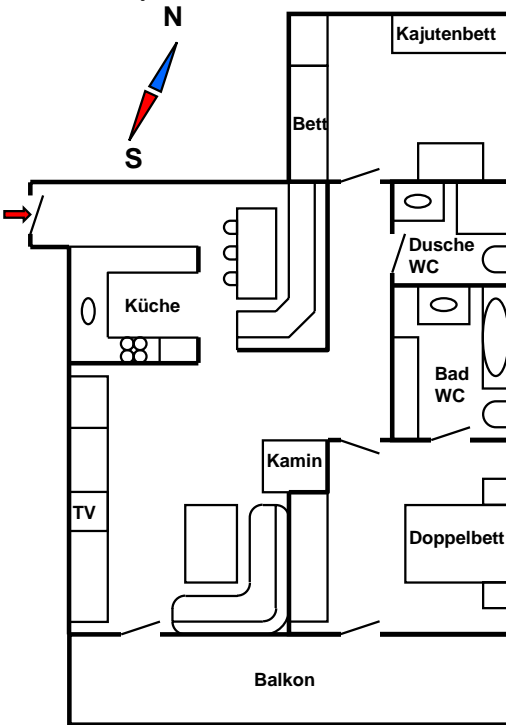 N
Kajutenbett
Bett
S
Dusche
WC
Küche
Bad
WC
Kamin
TV
Doppelbett
Balkon